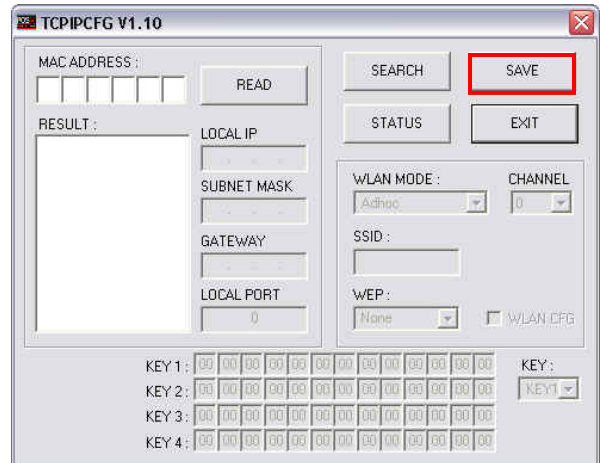 TCPIPCFG V1.10
MAC ADDRESS :
READ
SEARCH
SAVE
RESULT :
LOCAL IP
STATUS
EXIT
SUBNET MASK
WLAN MODE :
CHANNEL
Adhoc
0
GATEWAY
SSID :
LOCAL PORT
0
WEP :
None
WLAN CFG
KEY 1 : 00 00 00 00 00 00 00 00 00 00 00 00 00
KEY :
KEY 2 : 00 00 00 00 00 00 00 00 00 00 00 00 00
KEY1
KEY 3 : 00 00 00 00 00 00 00 00 00 00 00 00 00
KEY 4 : 00 00 00 00 00 00 00 00 00 00 00 00 00